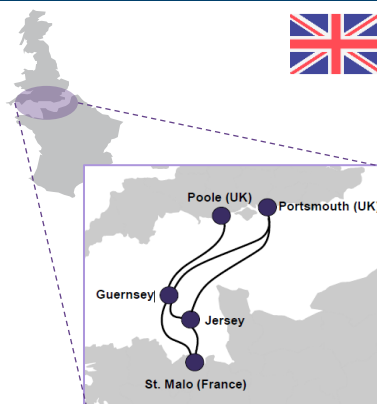 Poole (UK)
Portsmouth (UK)
Guernsey
Jersey
St. Malo (France)